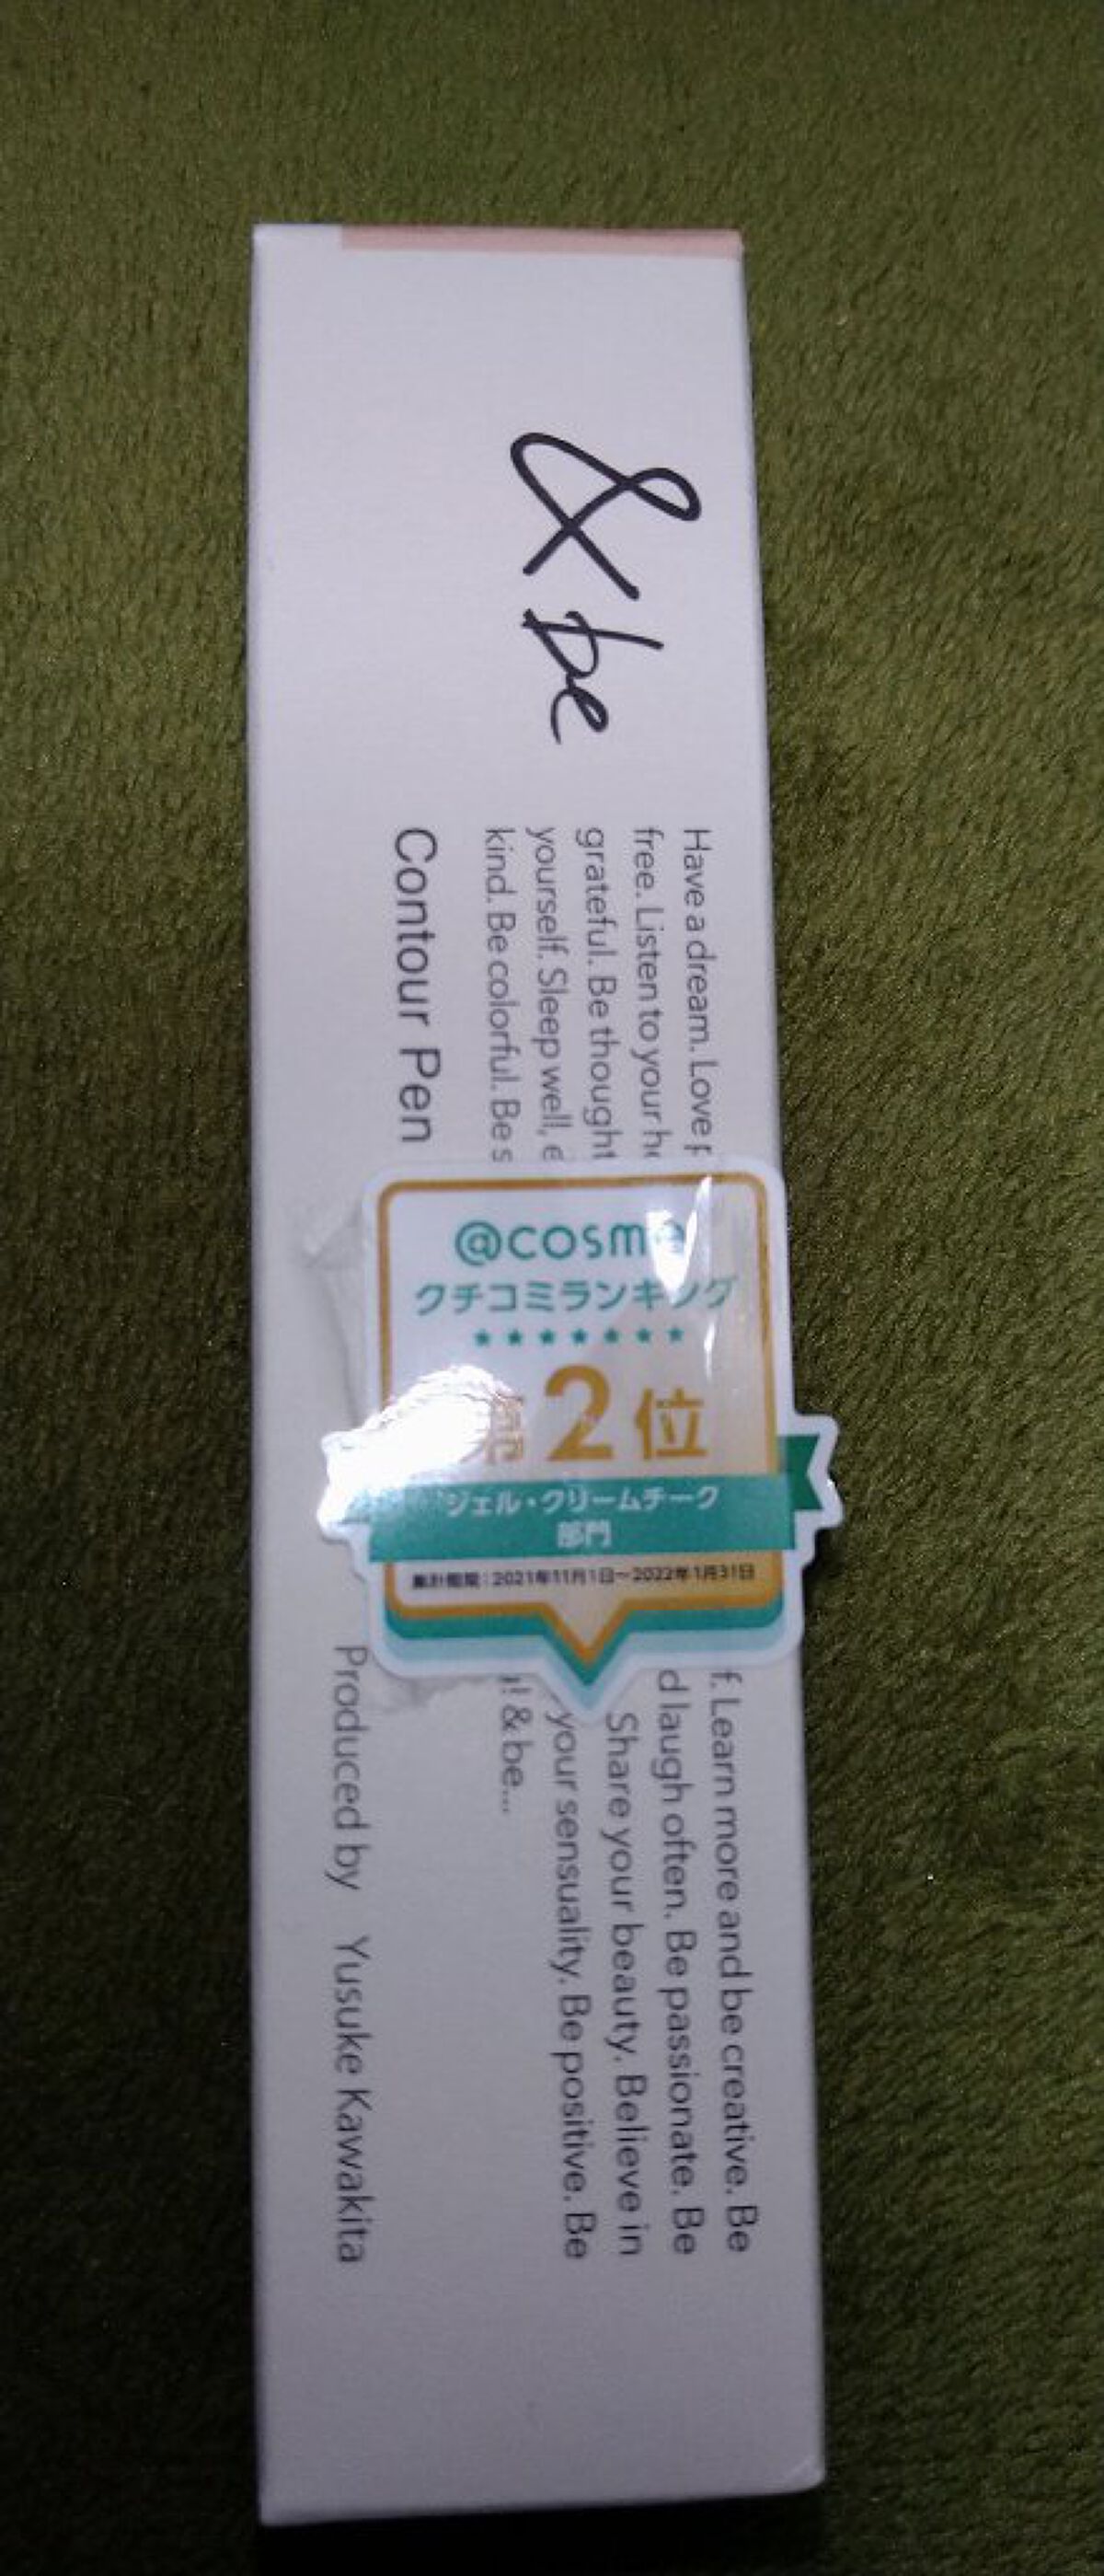 & be
Have a dream. Love
free. Listen to your
grateful. Be
yourself. Sleep well,
kind. Be colorful. Be
Contour Pen
@cosme
クチコミランキング
★★★★★★★
第2位
ジェル・クリームチーク
部門
集計期間：2021年11月1日～2022年1月31日
Learn more and be creative. Be
laugh often. Be passionate. Be
Share your beauty. Believe in
your sensuality. Be positive. Be
& be...
Produced by Yusuke Kawakita